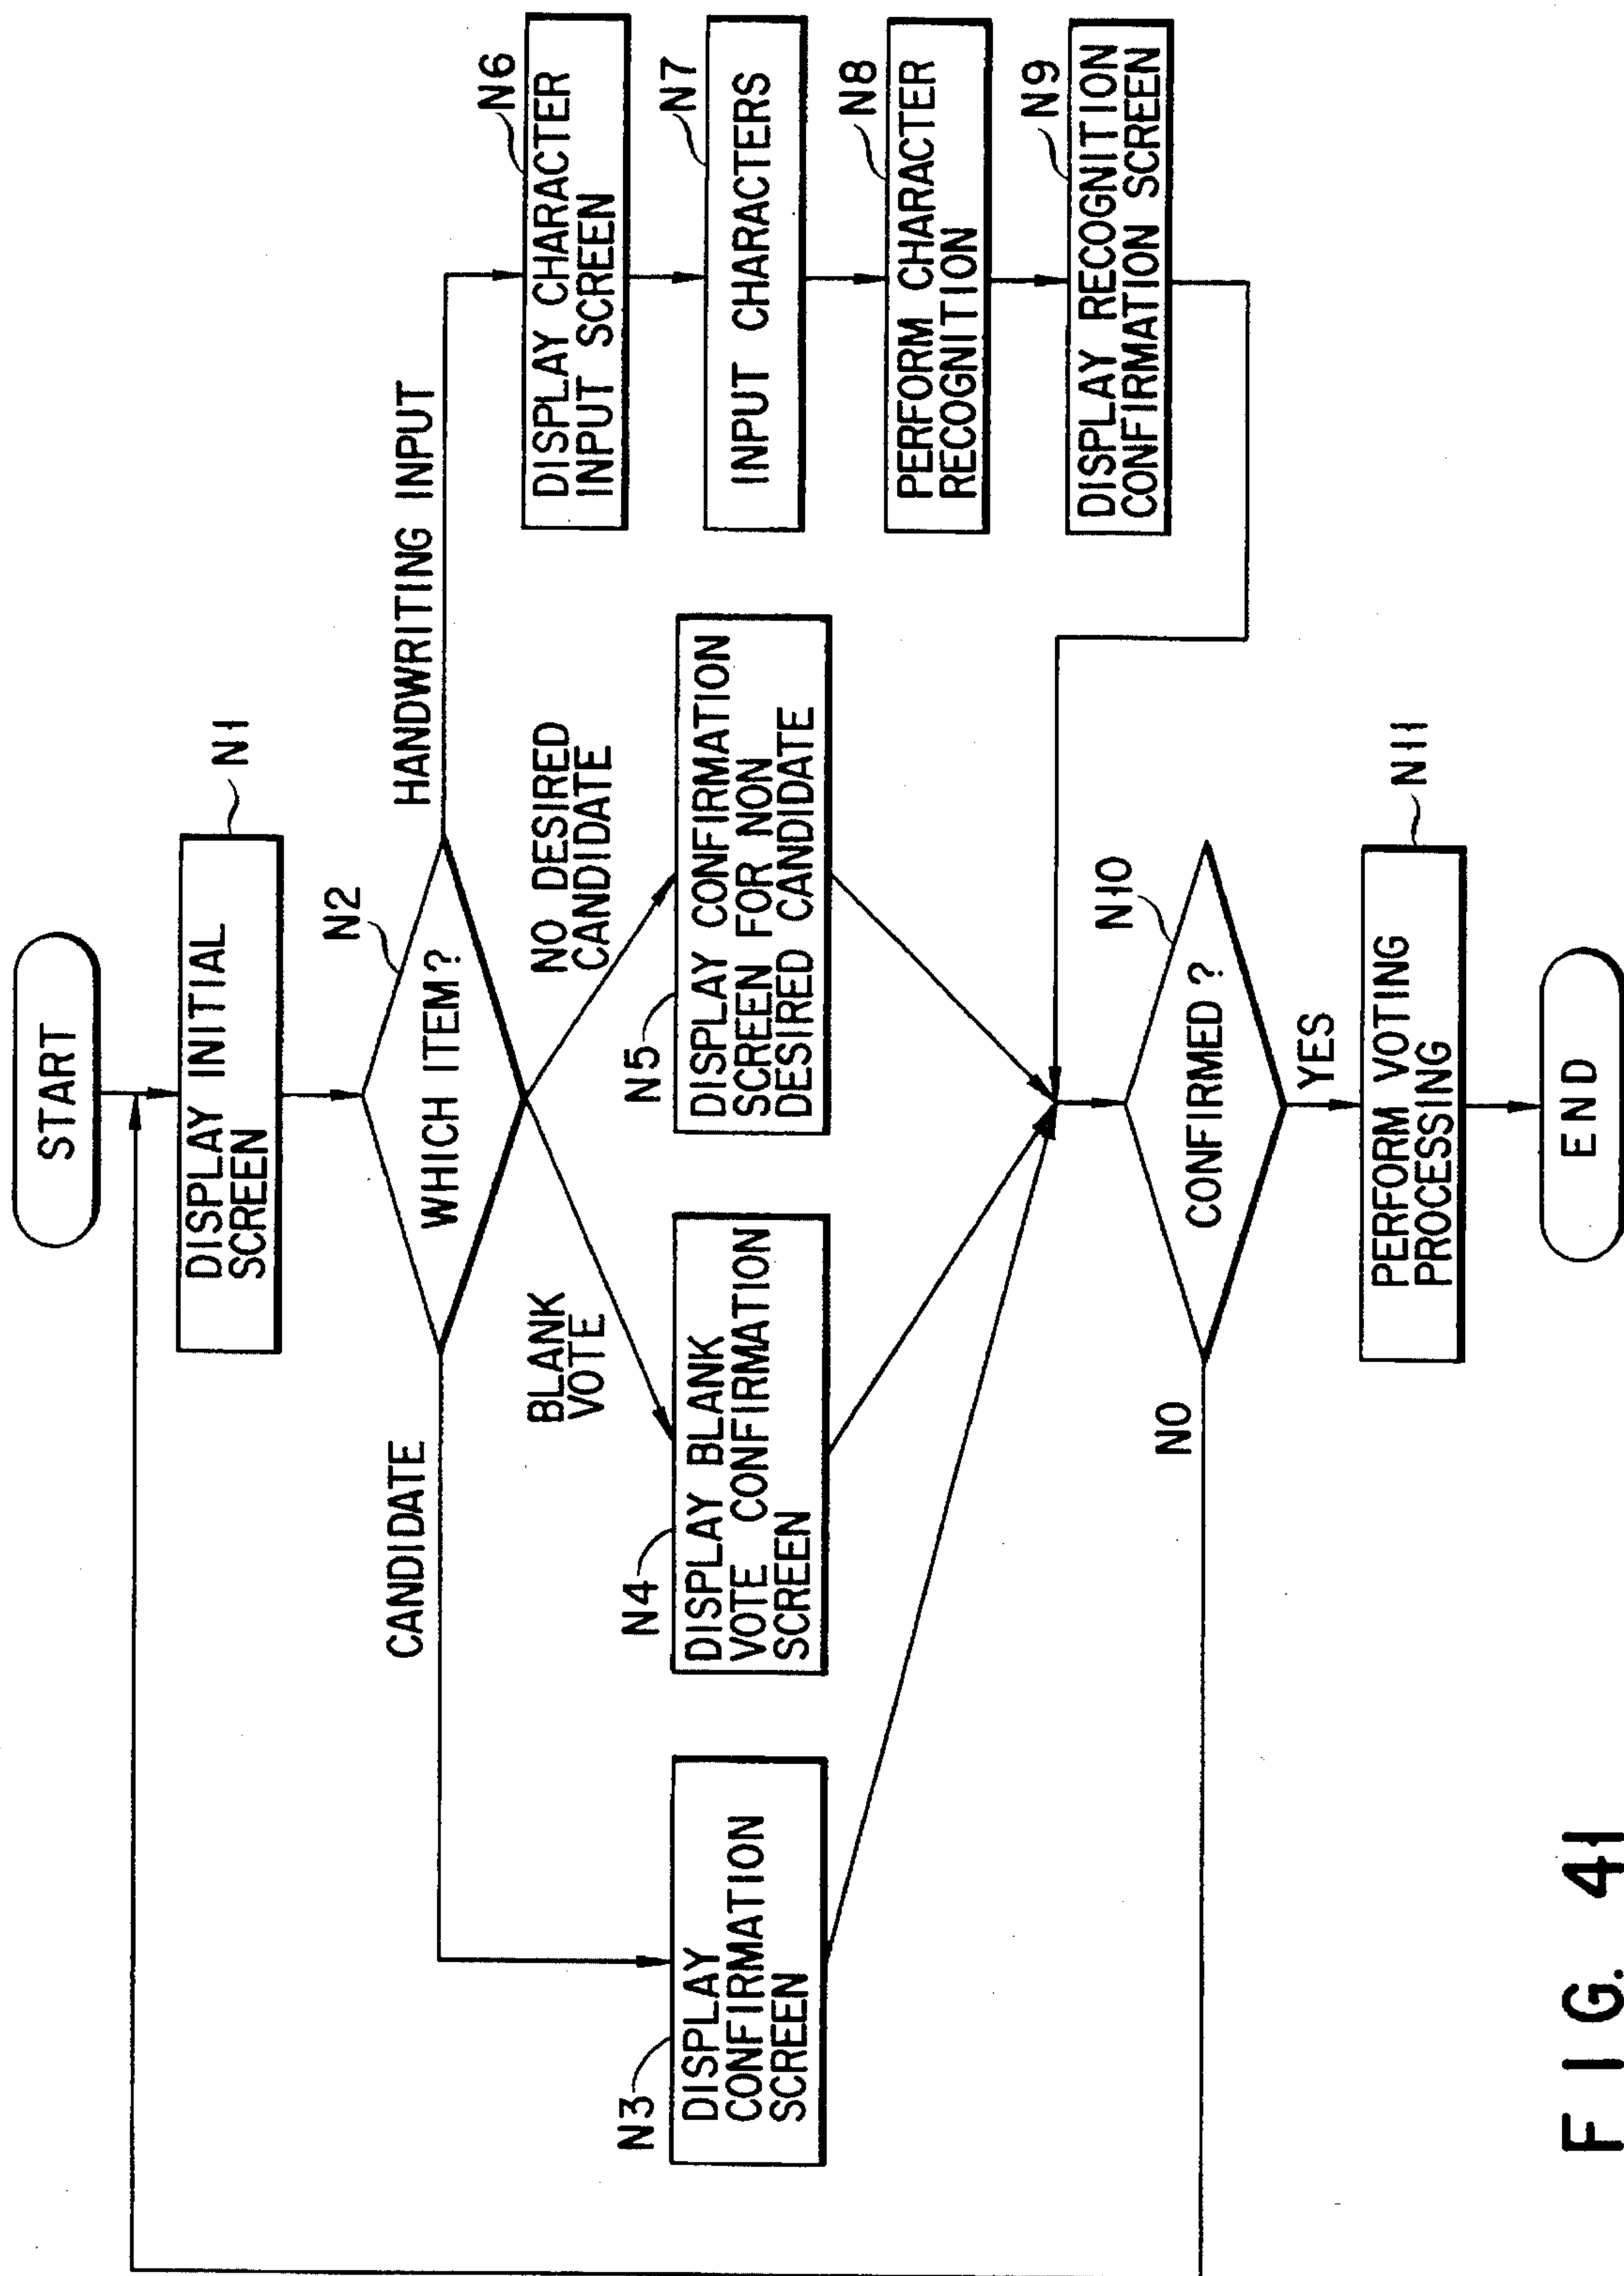 START
DISPLAY INITIAL
SCREEN
N1
WHICH ITEM?
N2
CANDIDATE
BLANK
VOTE
NO DESIRED
CANDIDATE
HANDWRITING INPUT
N3
DISPLAY
CONFIRMATION
SCREEN
N4
DISPLAY BLANK
VOTE CONFIRMATION
SCREEN
N5
DISPLAY CONFIRMATION
SCREEN FOR NON
DESIRED CANDIDATE
N6
DISPLAY CHARACTER
INPUT SCREEN
N7
INPUT CHARACTERS
N8
PERFORM CHARACTER
RECOGNITION
N9
DISPLAY RECOGNITION
CONFIRMATION SCREEN
N10
CONFIRMED?
NO
YES
N11
PERFORM VOTING
PROCESSING
END
FIG. 41